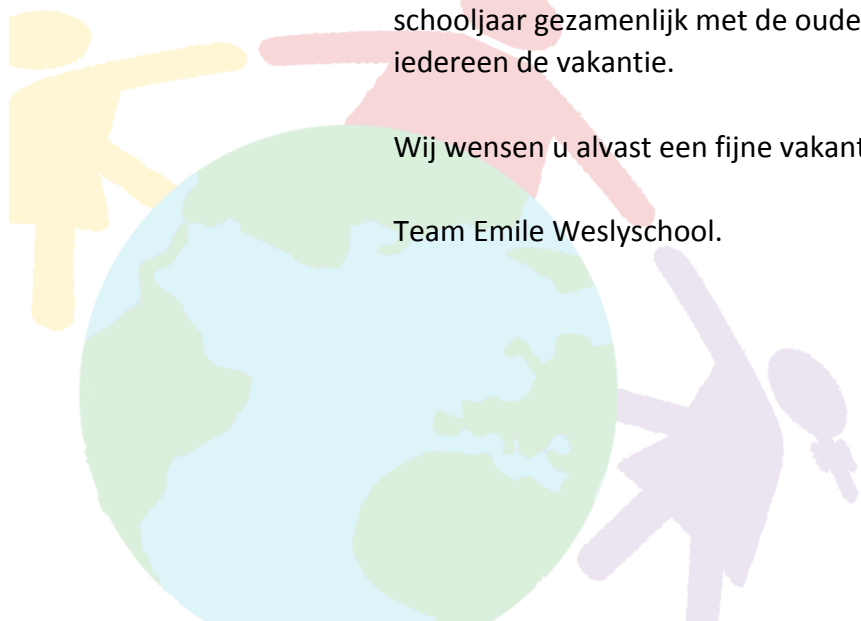 schooljaar gezamenlijk met de oude
iedereen de vakantie.
Wij wensen u alvast een fijne vakant
Team Emile Weslyschool.